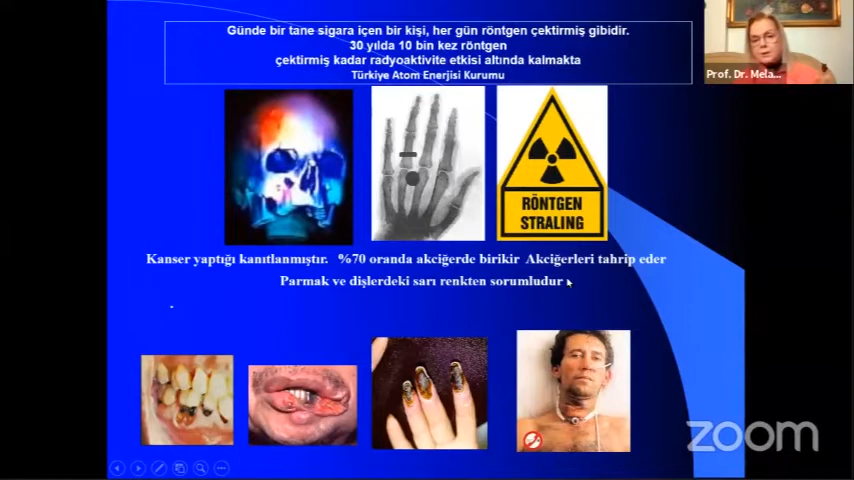 Günde bir tane sigara içen bir kişi, her gün röntgen çektirmiş gibidir.
30 yılda 10 bin kez röntgen
çektirmiş kadar radyoaktivite etkisi altında kalmakta
Türkiye Atom Enerjisi Kurumu
Prof. Dr. Mela...
RÖNTGEN
STRALING
Kanser yaptığı kanıtlanmıştır. %70 oranda akciğerde birikir Akciğerleri tahrip eder
Parmak ve dişlerdeki sarı renkten sorumludur
zoom